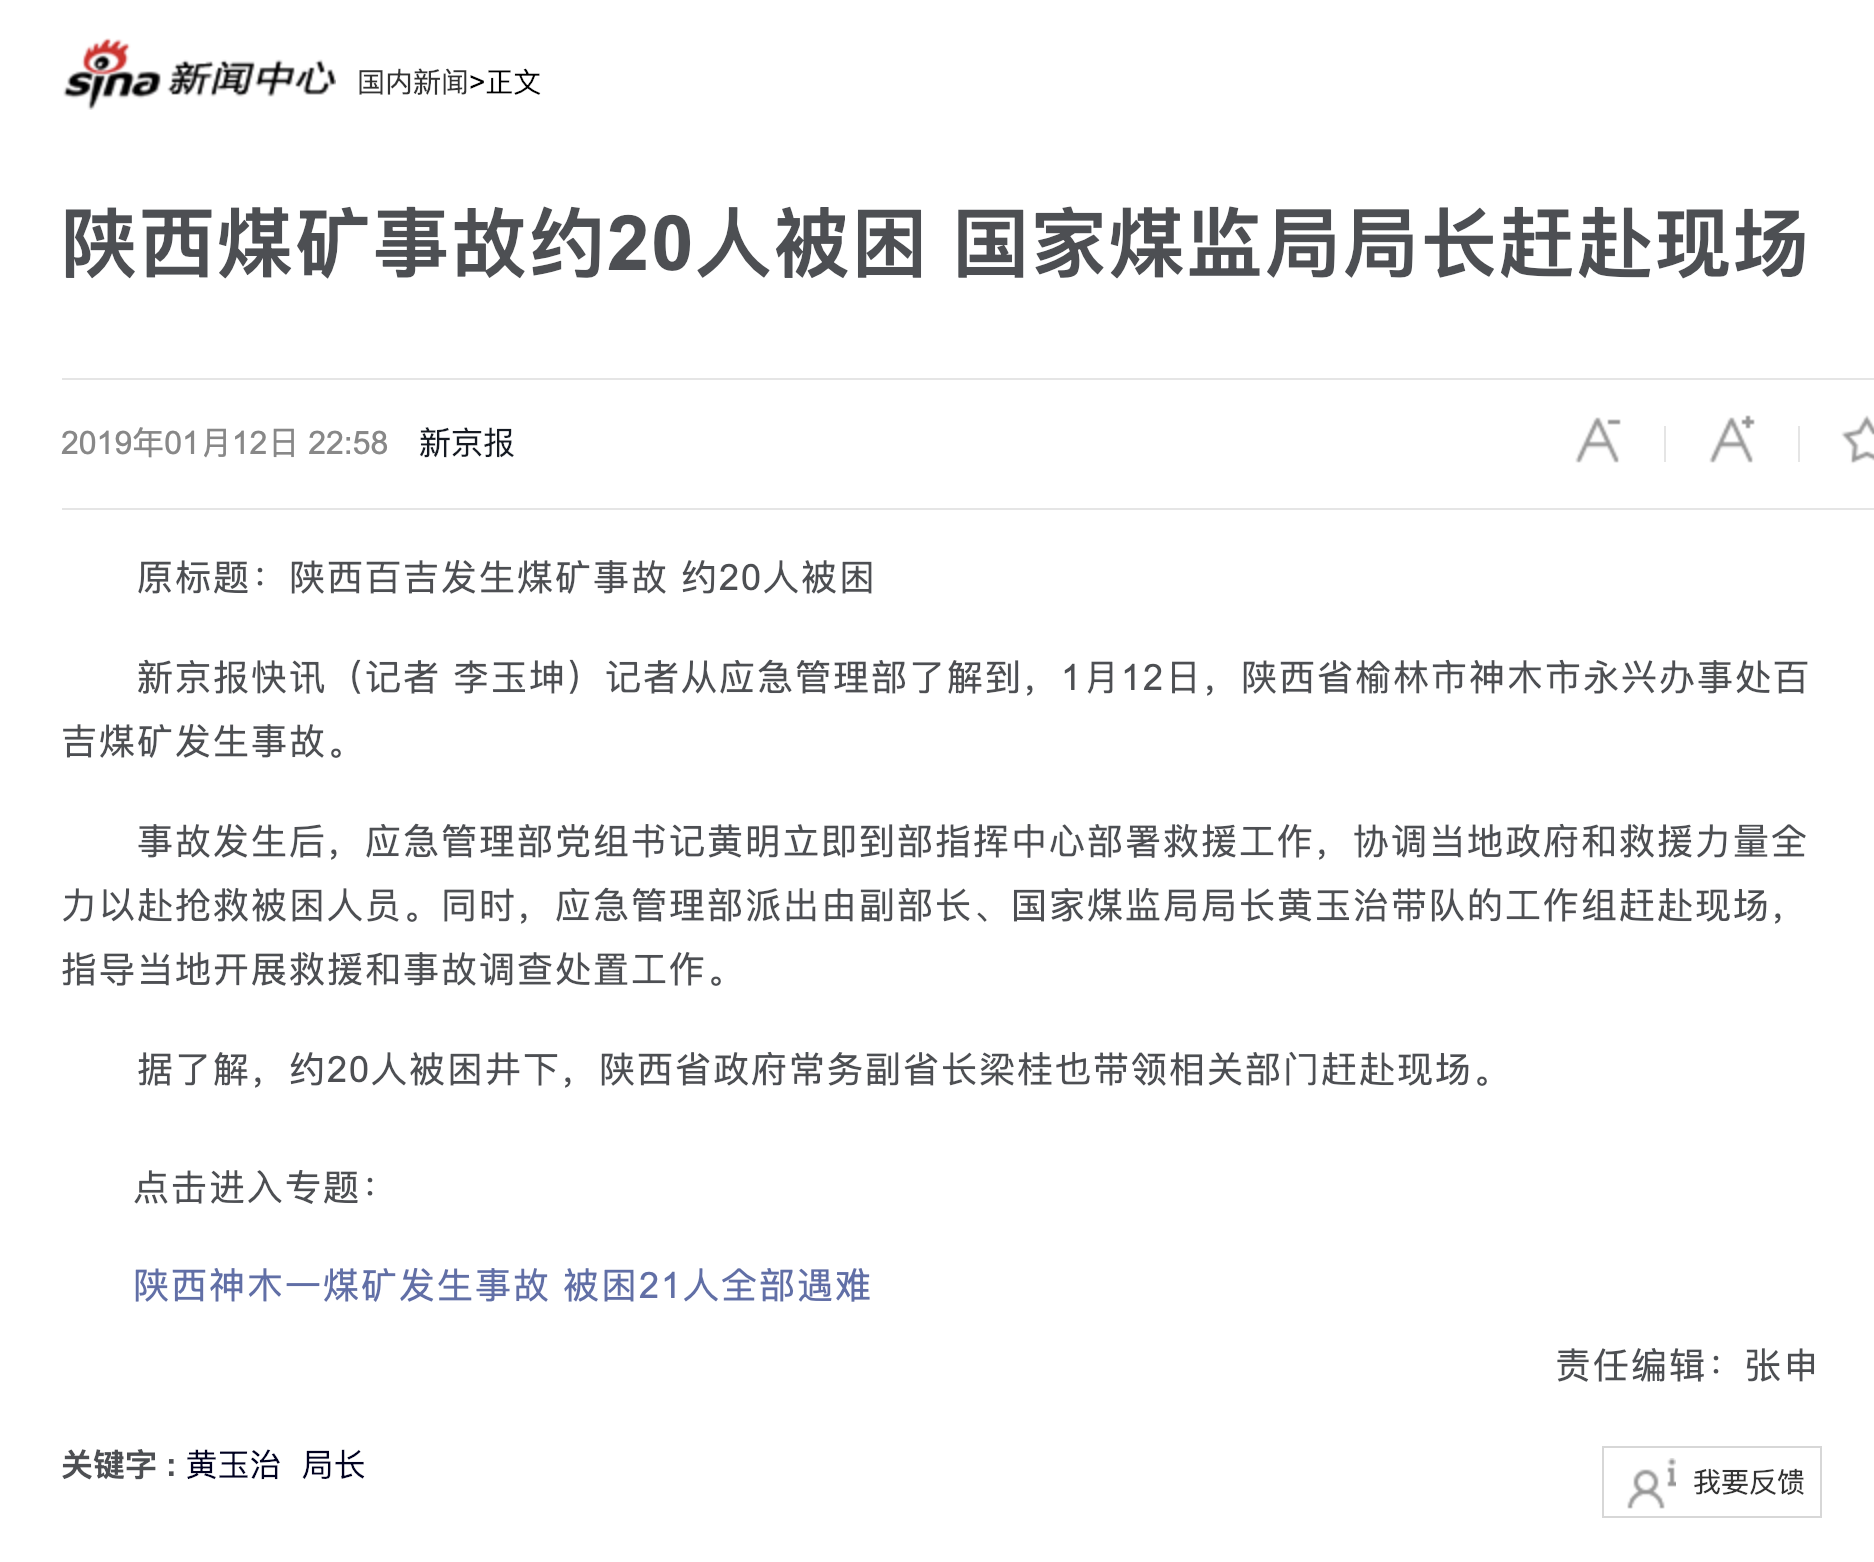 sina 新闻中心 国内新闻>正文
陕西煤矿事故约20人被困 国家煤监局局长赶赴现场
2019年01月12日 22:58 新京报 A- A+
原标题：陕西百吉发生煤矿事故 约20人被困
新京报快讯（记者 李玉坤）记者从应急管理部了解到，1月12日，陕西省榆林市神木市永兴办事处百
吉煤矿发生事故。
事故发生后，应急管理部党组书记黄明立即到部指挥中心部署救援工作，协调当地政府和救援力量全
力以赴抢救被困人员。同时，应急管理部派出由副部长、国家煤监局局长黄玉治带队的工作组赶赴现场，
指导当地开展救援和事故调查处置工作。
据了解，约20人被困井下，陕西省政府常务副省长梁桂也带领相关部门赶赴现场。
点击进入专题：
陕西神木一煤矿发生事故 被困21人全部遇难
责任编辑：张申
关键字 : 黄玉治 局长
我要反馈